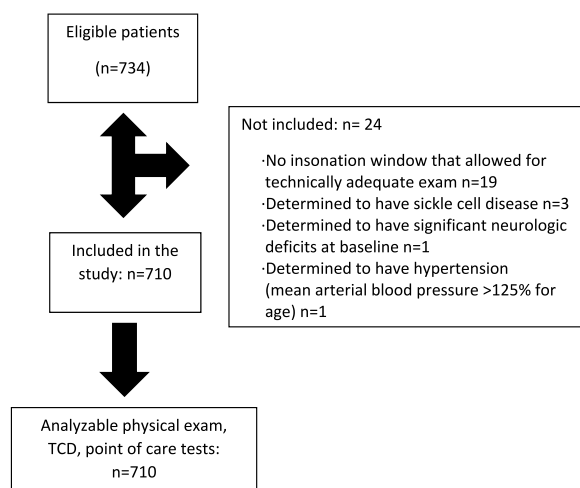 Eligible patients
(n=734)
Not included: n= 24
·No insonation window that allowed for
technically adequate exam n=19
·Determined to have sickle cell disease n=3
·Determined to have significant neurologic
deficits at baseline n=1
·Determined to have hypertension
(mean arterial blood pressure >125% for
age) n=1
Included in the
study: n=710
Analyzable physical exam,
TCD, point of care tests:
n=710